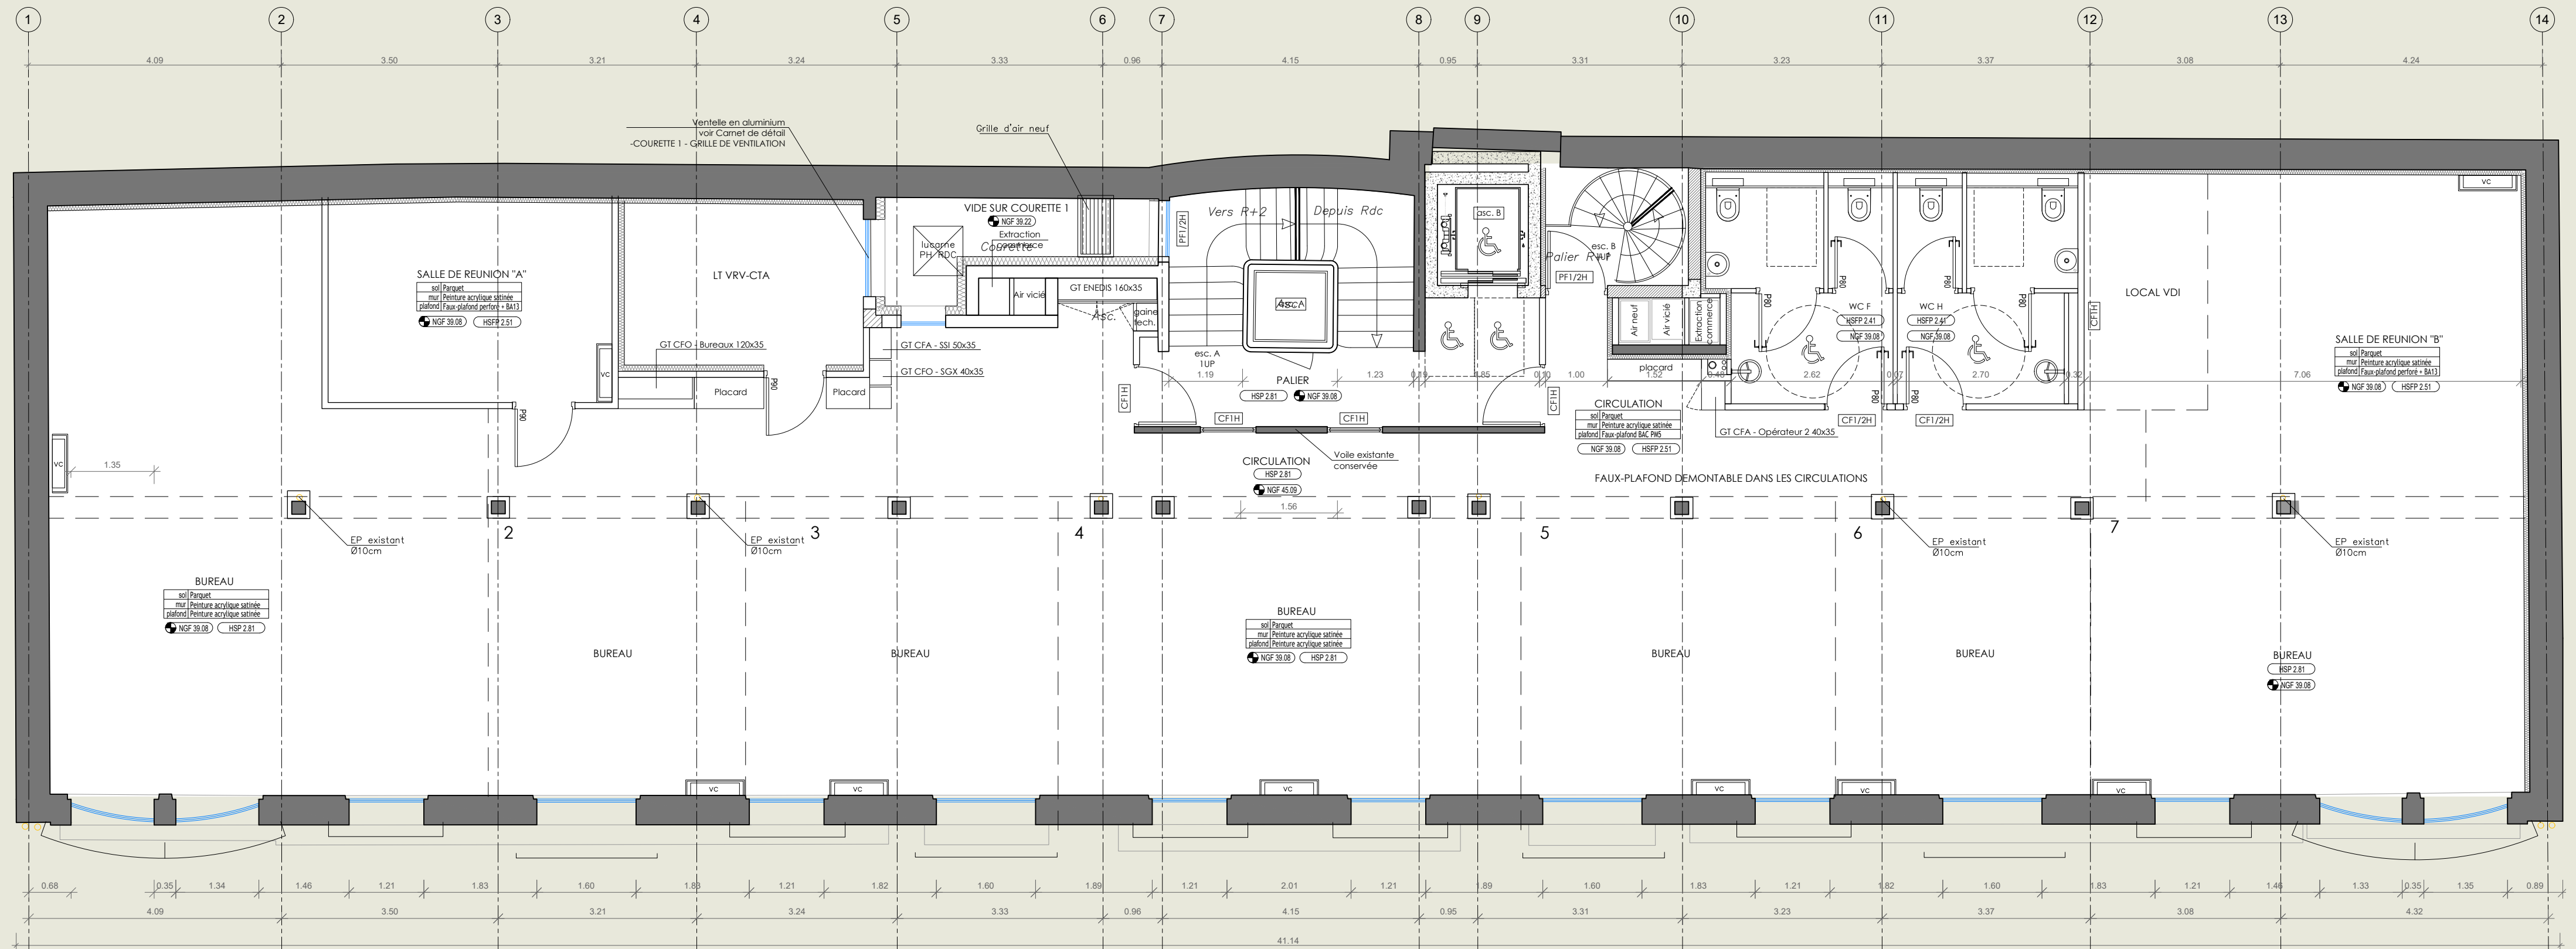 1 2 3 4 5 6 7 8 9 10 11 12 13 14
4.09 3.50 3.21 3.24 3.33 0.96 4.15 0.95 3.31 3.23 3.37 3.08 4.24
Ventelle en aluminium
voir Carnet de détail
-COURETTE 1 - GRILLE DE VENTILATION
Grille d'air neuf
VIDE SUR COURETTE 1
NGF 39.22
Extraction
commerce
Courette
lucarne
PH RDC
Air vicié
GT ENEDIS 160x35
Asc.
gaine
tech.
PF1/2H
Vers R+2
Depuis Rdc
Asc.A
esc. A
1UP
asc. B
esc. B
1UP
Palier R+1
PF1/2H
Air neuf
Air vicié
Extraction
commerce
placard
SALLE DE REUNION "A"
sol Parquet
mur Peinture acrylique satinée
plafond Faux-plafond perforé + BA13
NGF 39.08 HSFP 2.51
LT VRV-CTA
GT CFO - Bureaux 120x35
GT CFA - SSI 50x35
GT CFO - SGX 40x35
Placard
Placard
P90
P90
VC
VC
1.35
CF1H
1.19
PALIER
HSP 2.81 NGF 39.08
1.23 0.19 1.85 0.10 1.00 1.52 0.40 2.62 0.07 2.70 0.32 7.06
CF1H
CF1H
CF1H
Voile existante
conservée
CIRCULATION
HSP 2.81
NGF 45.09
1.56
CIRCULATION
sol Parquet
mur Peinture acrylique satinée
plafond Faux-plafond BAC PM5
NGF 39.08 HSFP 2.51
FAUX-PLAFOND DEMONTABLE DANS LES CIRCULATIONS
GT CFA - Opérateur 2 40x35
WC F
HSFP 2.41
NGF 39.08
WC H
HSFP 2.41
NGF 39.08
P80
P80
P80
P80
P80
P80
CF1/2H
CF1/2H
LOCAL VDI
CF1H
VC
SALLE DE REUNION "B"
sol Parquet
mur Peinture acrylique satinée
plafond Faux-plafond perforé + BA13
NGF 39.08 HSFP 2.51
2 3 4 5 6 7
EP existant
Ø10cm
EP existant
Ø10cm
EP existant
Ø10cm
EP existant
Ø10cm
BUREAU
sol Parquet
mur Peinture acrylique satinée
plafond Peinture acrylique satinée
NGF 39.08 HSP 2.81
BUREAU
BUREAU
BUREAU
sol Parquet
mur Peinture acrylique satinée
plafond Peinture acrylique satinée
NGF 39.08 HSP 2.81
BUREAU
BUREAU
BUREAU
HSP 2.81
NGF 39.08
VC VC VC VC VC VC
0.68 0.35 1.34 1.46 1.21 1.83 1.60 1.83 1.21 1.82 1.60 1.89 1.21 2.01 1.21 1.89 1.60 1.83 1.21 1.82 1.60 1.83 1.21 1.46 1.33 0.35 1.35 0.89
4.09 3.50 3.21 3.24 3.33 0.96 4.15 0.95 3.31 3.23 3.37 3.08 4.32
41.14